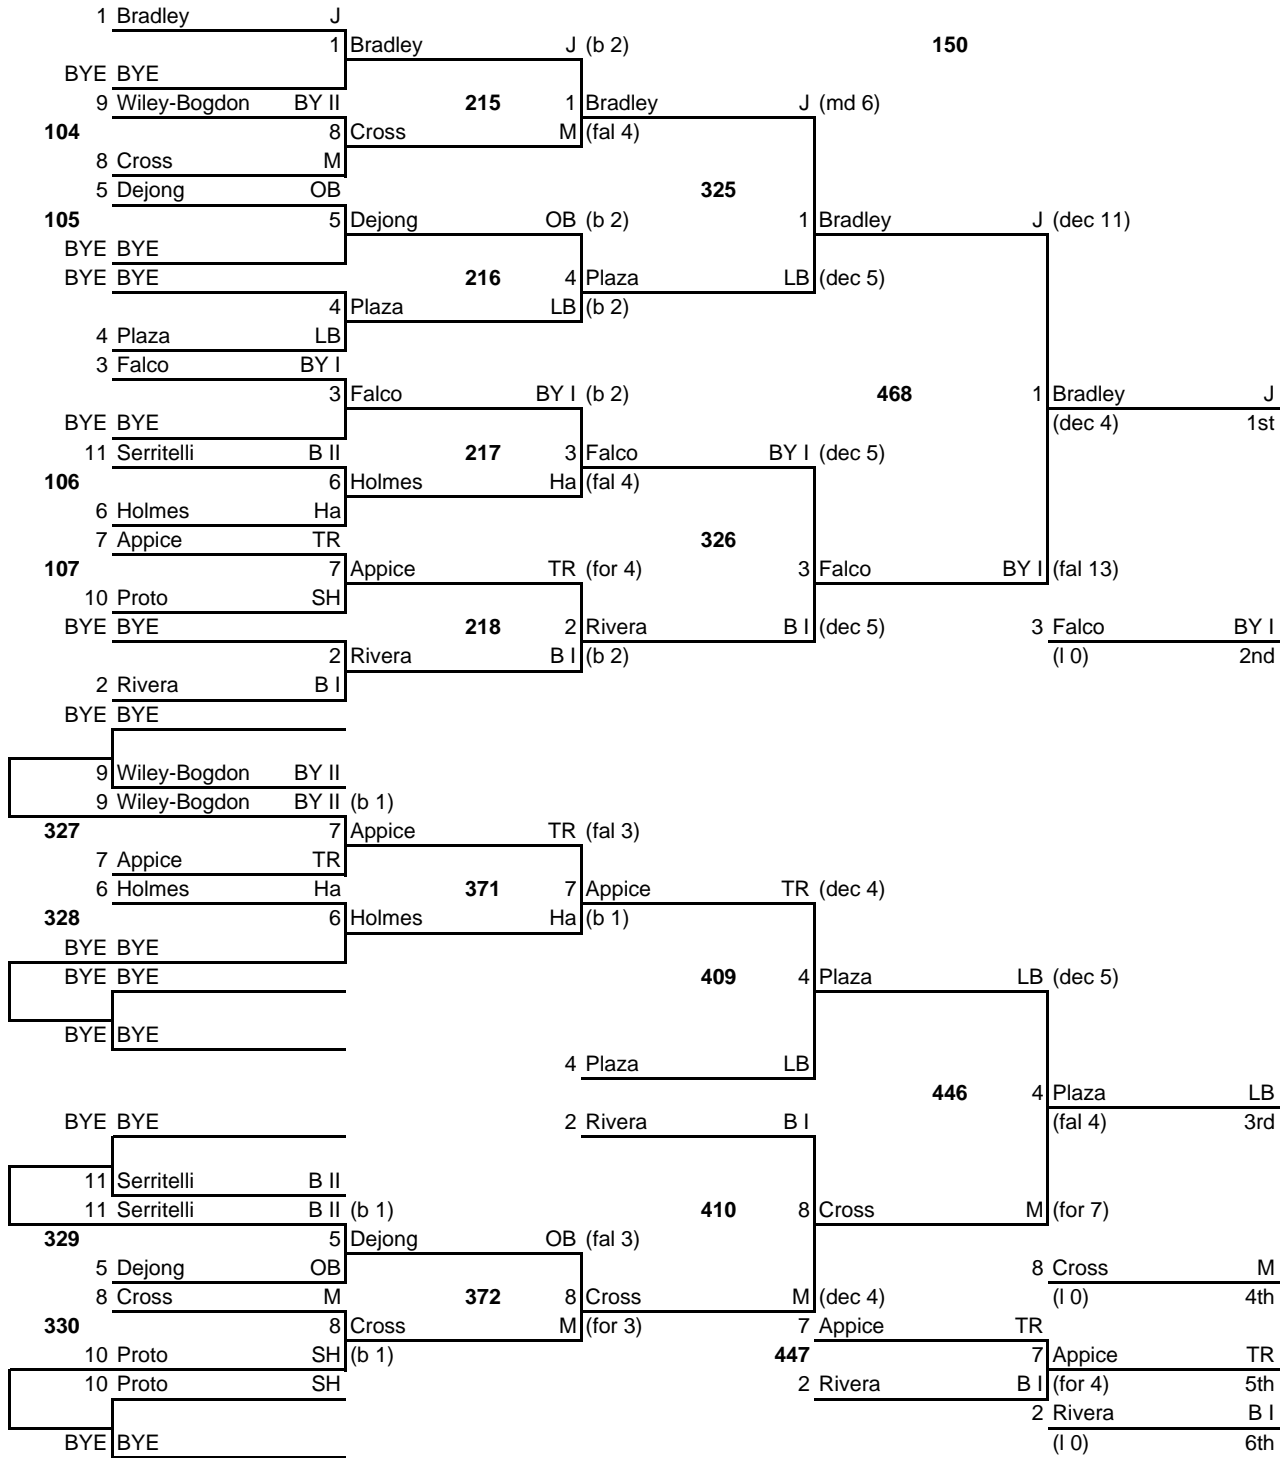 1 Bradley J
1 Bradley J (b 2) 150
BYE BYE
9 Wiley-Bogdon BY II 215 1 Bradley J (md 6)
104 8 Cross M (fal 4)
8 Cross M
5 Dejong OB 325
105 5 Dejong OB (b 2) 1 Bradley J (dec 11)
BYE BYE
BYE BYE 216 4 Plaza LB (dec 5)
4 Plaza LB (b 2)
4 Plaza LB
3 Falco BY I
3 Falco BY I (b 2) 468 1 Bradley J
BYE BYE (dec 4) 1st
11 Serritelli B II 217 3 Falco BY I (dec 5)
106 6 Holmes Ha (fal 4)
6 Holmes Ha
7 Appice TR 326
107 7 Appice TR (for 4) 3 Falco BY I (fal 13)
10 Proto SH
BYE BYE 218 2 Rivera B I (dec 5) 3 Falco BY I
2 Rivera B I (b 2) (l 0) 2nd
2 Rivera B I
BYE BYE
9 Wiley-Bogdon BY II
9 Wiley-Bogdon BY II (b 1)
327 7 Appice TR (fal 3)
7 Appice TR
6 Holmes Ha 371 7 Appice TR (dec 4)
328 6 Holmes Ha (b 1)
BYE BYE
BYE BYE 409 4 Plaza LB (dec 5)
BYE BYE
4 Plaza LB
446 4 Plaza LB
BYE BYE 2 Rivera B I (fal 4) 3rd
11 Serritelli B II
11 Serritelli B II (b 1) 410 8 Cross M (for 7)
329 5 Dejong OB (fal 3)
5 Dejong OB 8 Cross M
8 Cross M 372 8 Cross M (dec 4) (l 0) 4th
330 8 Cross M (for 3) 7 Appice TR
10 Proto SH (b 1) 447 7 Appice TR
10 Proto SH 2 Rivera B I (for 4) 5th
2 Rivera B I
BYE BYE (l 0) 6th